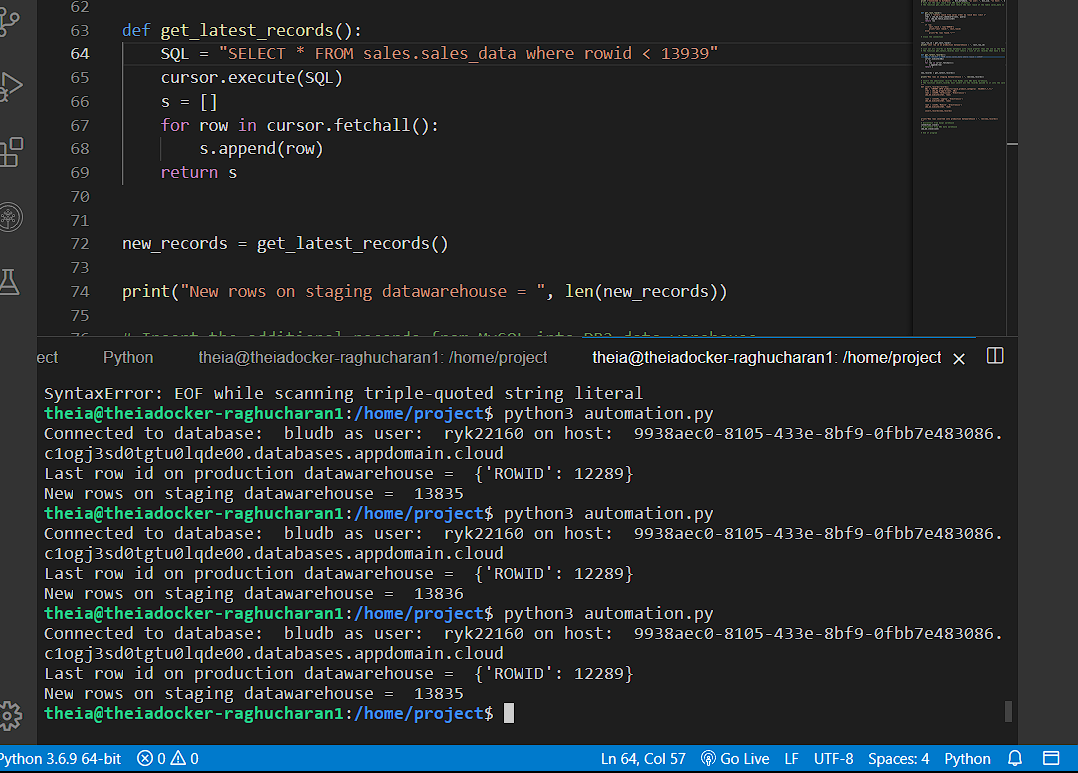 62
63 def get_latest_records():
64 SQL = "SELECT * FROM sales.sales_data where rowid < 13939"
65 cursor.execute(SQL)
66 s = []
67 for row in cursor.fetchall():
68 s.append(row)
69 return s
70
71
72 new_records = get_latest_records()
73
74 print("New rows on staging datawarehouse = ", len(new_records))
75
76 # Insert the additional records from MySQL into DB2 data warehouse.
ect Python theia@theiadocker-raghucharan1: /home/project theia@theiadocker-raghucharan1: /home/project
SyntaxError: EOF while scanning triple-quoted string literal
theia@theiadocker-raghucharan1:/home/project$ python3 automation.py
Connected to database:  bludb as user:  ryk22160 on host:  9938aec0-8105-433e-8bf9-0fbb7e483086.
c1ogj3sd0tgtu0lqde00.databases.appdomain.cloud
Last row id on production datawarehouse =  {'ROWID': 12289}
New rows on staging datawarehouse =  13835
theia@theiadocker-raghucharan1:/home/project$ python3 automation.py
Connected to database:  bludb as user:  ryk22160 on host:  9938aec0-8105-433e-8bf9-0fbb7e483086.
c1ogj3sd0tgtu0lqde00.databases.appdomain.cloud
Last row id on production datawarehouse =  {'ROWID': 12289}
New rows on staging datawarehouse =  13836
theia@theiadocker-raghucharan1:/home/project$ python3 automation.py
Connected to database:  bludb as user:  ryk22160 on host:  9938aec0-8105-433e-8bf9-0fbb7e483086.
c1ogj3sd0tgtu0lqde00.databases.appdomain.cloud
Last row id on production datawarehouse =  {'ROWID': 12289}
New rows on staging datawarehouse =  13835
theia@theiadocker-raghucharan1:/home/project$
Python 3.6.9 64-bit 0 0 Ln 64, Col 57 Go Live LF UTF-8 Spaces: 4 Python